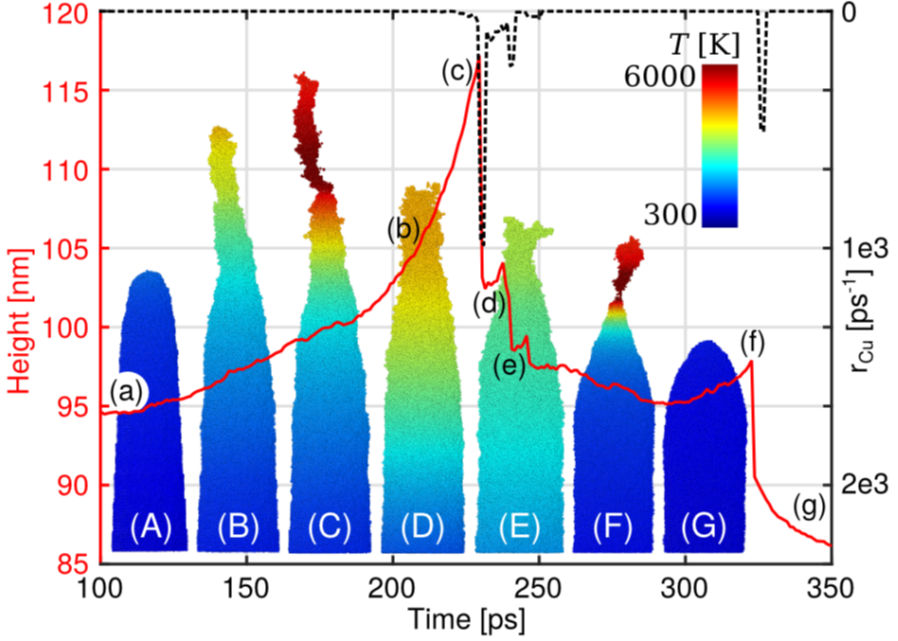 120
115
110
105
100
95
90
85
Height [nm]
100
150
200
250
300
350
Time [ps]
0
1e3
2e3
r_Cu [ps⁻¹]
T [K]
6000
300
(a)
(b)
(c)
(d)
(e)
(f)
(g)
(A)
(B)
(C)
(D)
(E)
(F)
(G)